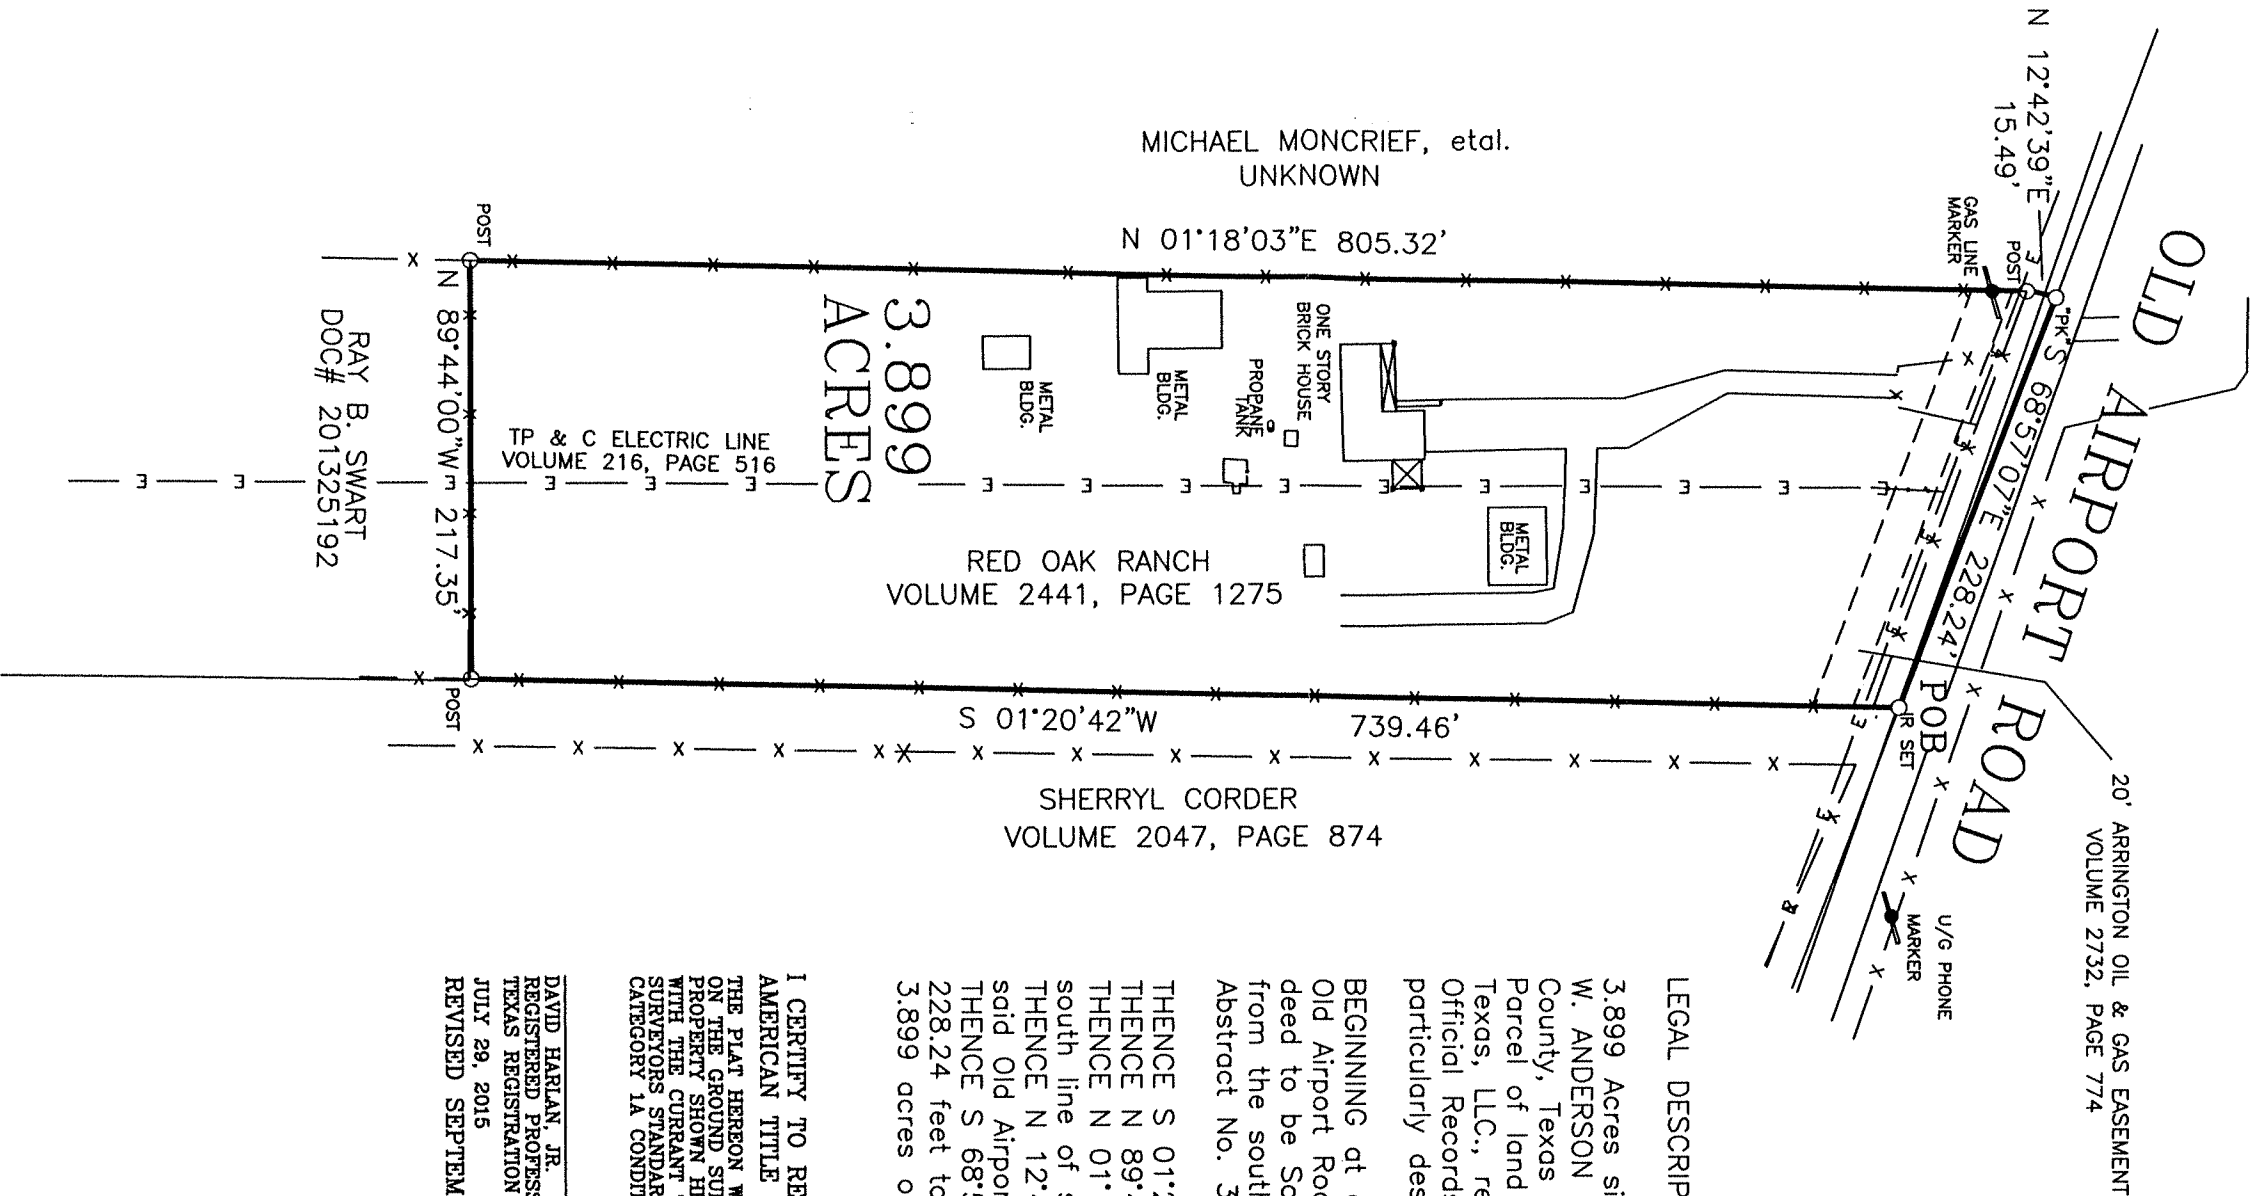 N 12°42'39"E
15.49'
OLD AIRPORT ROAD
MICHAEL MONCRIEF, etal.
UNKNOWN
N 01°18'03"E 805.32'
GAS LINE
MARKER
POST
"PK"
S 68°57'07"E 228.24'
POB
IR SET
POST
N 89°44'00"W 217.35'
RAY B. SWART
DOC# 201325192
POST
TP & C ELECTRIC LINE
VOLUME 216, PAGE 516
3.899
ACRES
METAL
BLDG.
METAL
BLDG.
PROPANE
TANK
ONE STORY
BRICK HOUSE
METAL
BLDG.
RED OAK RANCH
VOLUME 2441, PAGE 1275
S 01°20'42"W 739.46'
SHERRYL CORDER
VOLUME 2047, PAGE 874
20' ARRINGTON OIL & GAS EASEMENT
VOLUME 2732, PAGE 774
U/G PHONE
MARKER
LEGAL DESCRIP
3.899 Acres si
W. ANDERSON
County, Texas
Parcel of land
Texas, LLC., re
Official Records
particularly des
BEGINNING at
Old Airport Roa
deed to be Sc
from the south
Abstract No. 3
THENCE S 01°2
THENCE N 89°4
THENCE N 01°
south line of s
THENCE N 12°
said Old Airpor
THENCE S 68°5
228.24 feet to
3.899 acres o
I CERTIFY TO RE
AMERICAN TITLE
THE PLAT HEREON W
ON THE GROUND SUR
PROPERTY SHOWN HE
WITH THE CURRANT
SURVEYORS STANDAR
CATEGORY 1A CONDI
DAVID HARLAN, JR.
REGISTERED PROFESS
TEXAS REGISTRATION
JULY 29, 2015
REVISED SEPTEM